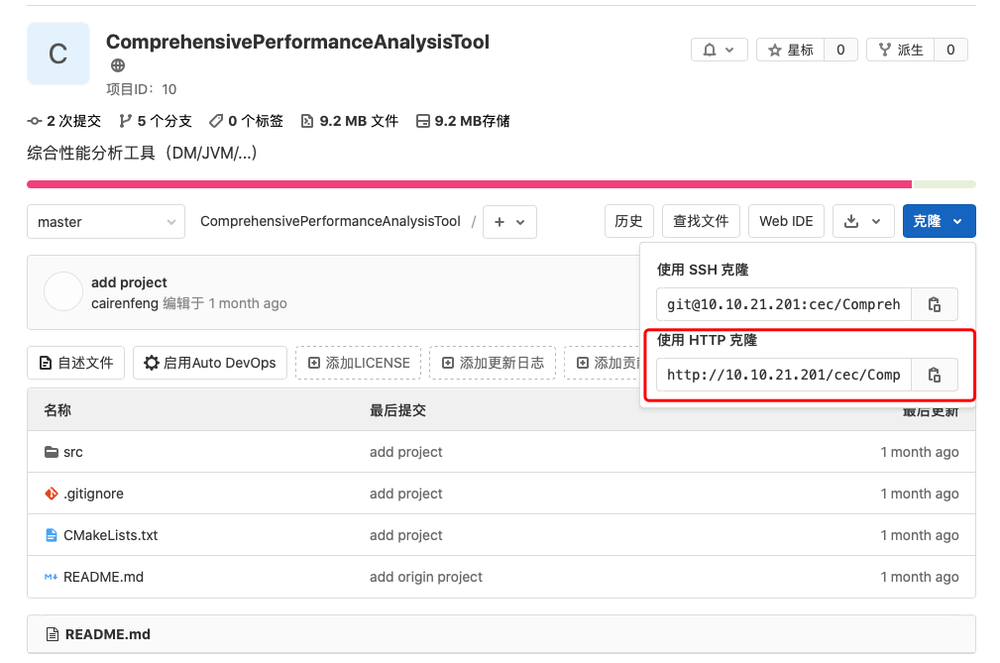 C
ComprehensivePerformanceAnalysisTool
项目ID: 10
星标 0 派生 0
2 次提交 5 个分支 0 个标签 9.2 MB 文件 9.2 MB存储
综合性能分析工具（DM/JVM/...）
master ComprehensivePerformanceAnalysisTool / + 历史 查找文件 Web IDE 克隆
使用 SSH 克隆
git@10.10.21.201:cec/Compreh
使用 HTTP 克隆
http://10.10.21.201/cec/Comp
add project
cairenfeng 编辑于 1 month ago
自述文件 启用Auto DevOps 添加LICENSE 添加更新日志 添加贡
名称 最后提交 最后更新
src add project 1 month ago
.gitignore add project 1 month ago
CMakeLists.txt add project 1 month ago
M↓ README.md add origin project 1 month ago
README.md